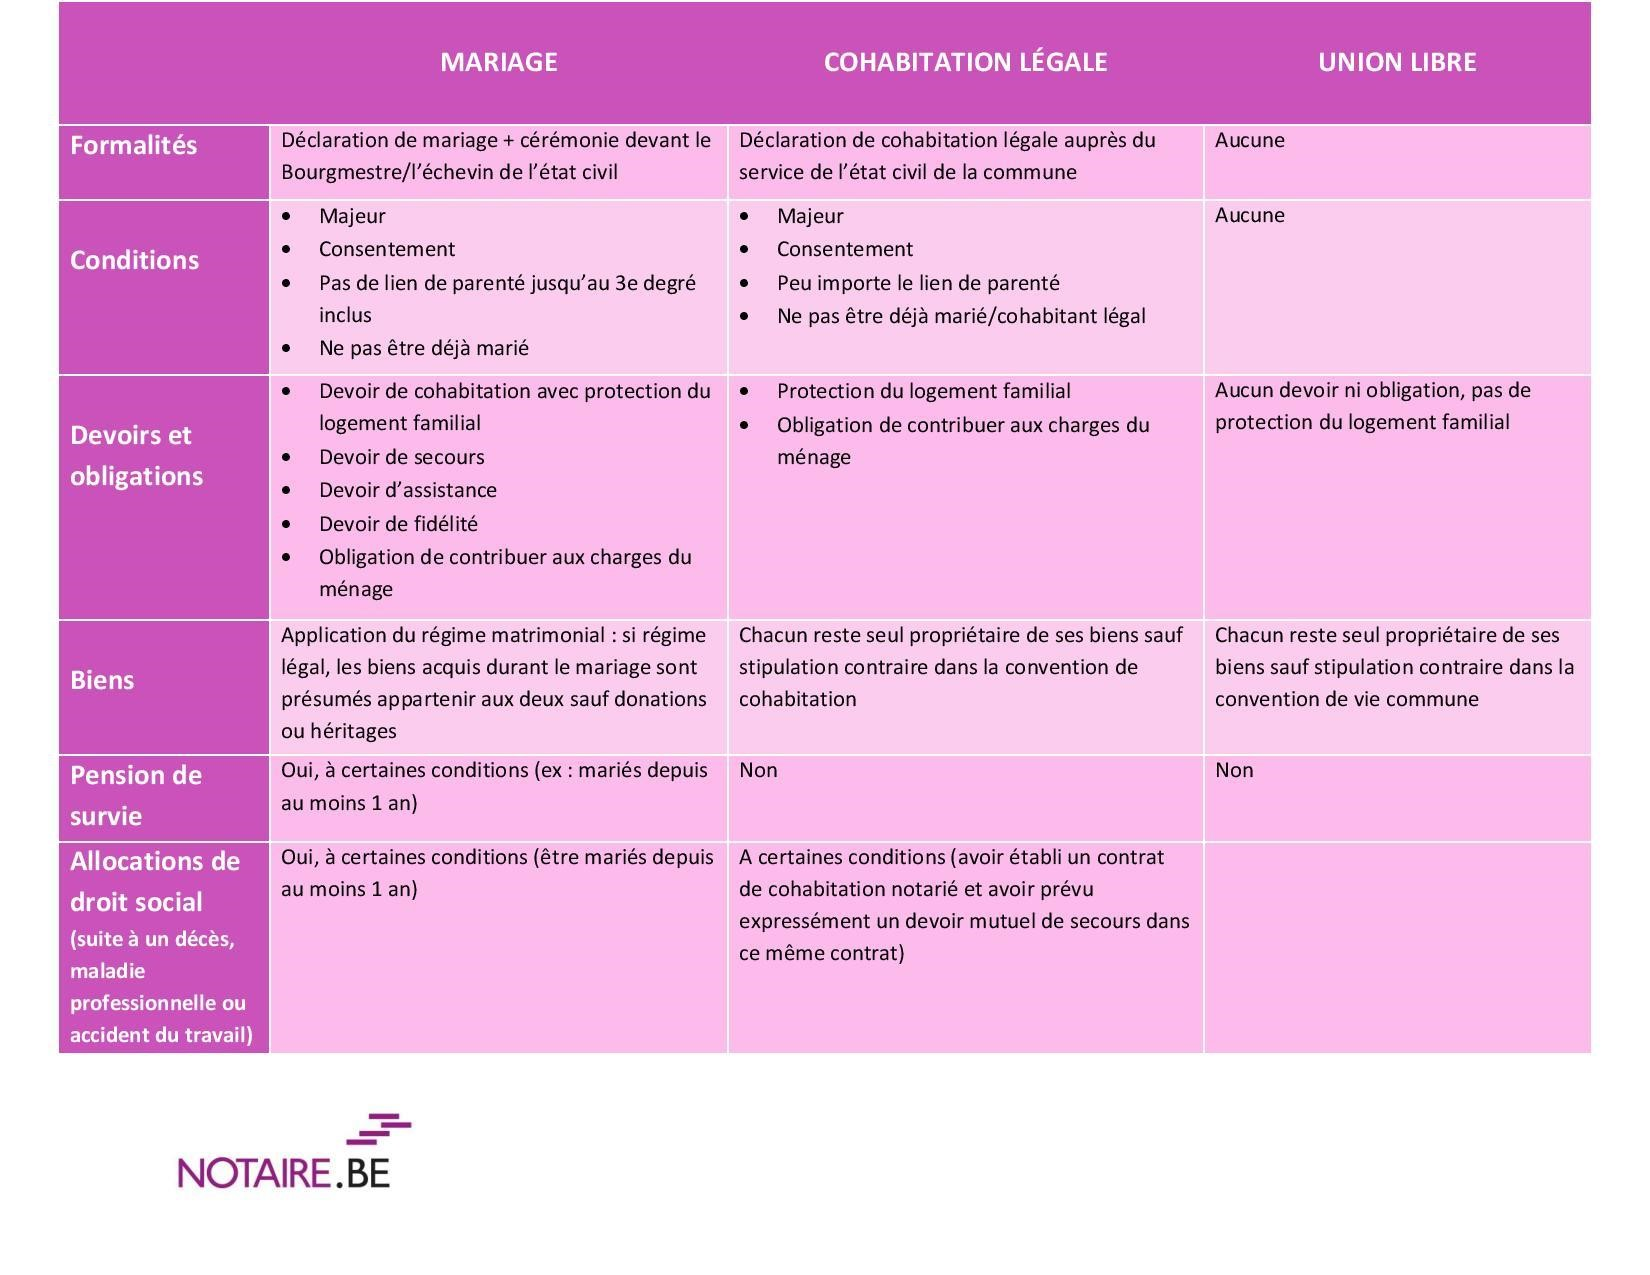 MARIAGE
COHABITATION LÉGALE
UNION LIBRE
Formalités
Déclaration de mariage + cérémonie devant le
Bourgmestre/l’échevin de l’état civil
Déclaration de cohabitation légale auprès du
service de l’état civil de la commune
Aucune
Conditions
• Majeur
• Consentement
• Pas de lien de parenté jusqu’au 3e degré
inclus
• Ne pas être déjà marié
• Majeur
• Consentement
• Peu importe le lien de parenté
• Ne pas être déjà marié/cohabitant légal
Aucune
Devoirs et
obligations
• Devoir de cohabitation avec protection du
logement familial
• Devoir de secours
• Devoir d’assistance
• Devoir de fidélité
• Obligation de contribuer aux charges du
ménage
• Protection du logement familial
• Obligation de contribuer aux charges du
ménage
Aucun devoir ni obligation, pas de
protection du logement familial
Biens
Application du régime matrimonial : si régime
légal, les biens acquis durant le mariage sont
présumés appartenir aux deux sauf donations
ou héritages
Chacun reste seul propriétaire de ses biens sauf
stipulation contraire dans la convention de
cohabitation
Chacun reste seul propriétaire de ses
biens sauf stipulation contraire dans la
convention de vie commune
Pension de
survie
Oui, à certaines conditions (ex : mariés depuis
au moins 1 an)
Non
Non
Allocations de
droit social
(suite à un décès,
maladie
professionnelle ou
accident du travail)
Oui, à certaines conditions (être mariés depuis
au moins 1 an)
A certaines conditions (avoir établi un contrat
de cohabitation notarié et avoir prévu
expressément un devoir mutuel de secours dans
ce même contrat)
NOTAIRE.BE